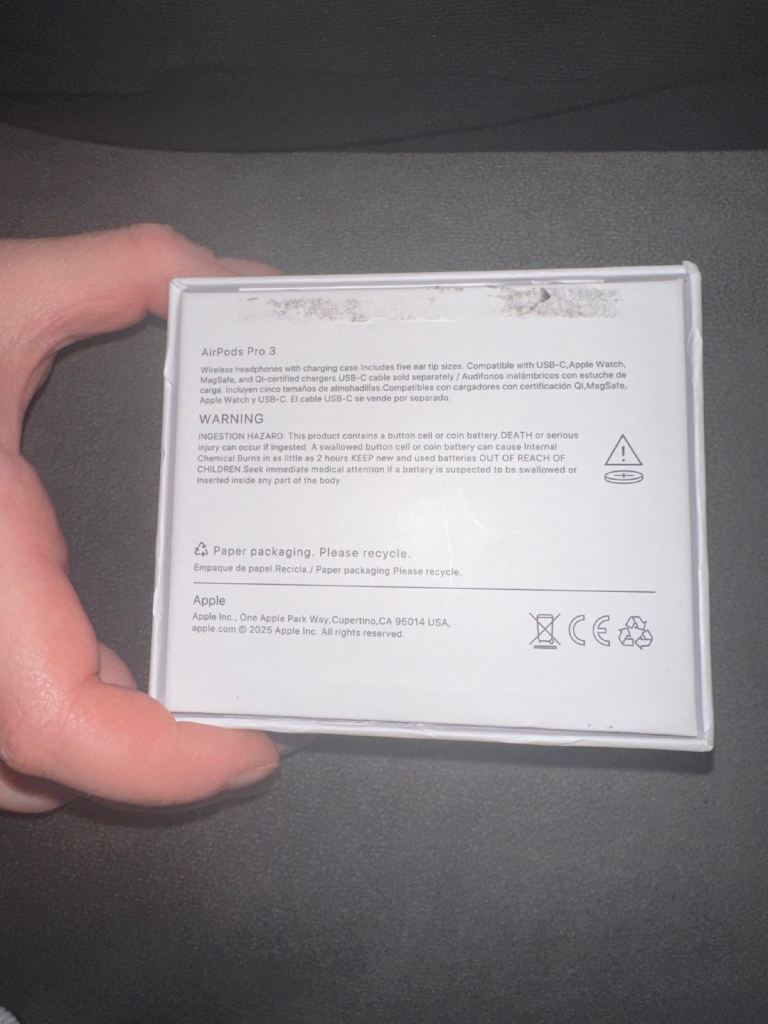 AirPods Pro 3
Wireless headphones with charging case.Includes five ear tip sizes. Compatible with USB-C,Apple Watch,
MagSafe, and Qi-certified chargers.USB-C cable sold separately / Audífonos inalámbricos con estuche de
carga. Incluyen cinco tamaños de almohadillas.Compatibles con cargadores con certificación Qi,MagSafe,
Apple Watch y USB-C. El cable USB-C se vende por separado.
WARNING
INGESTION HAZARD: This product contains a button cell or coin battery.DEATH or serious
injury can occur if ingested. A swallowed button cell or coin battery can cause Internal
Chemical Burns in as little as 2 hours.KEEP new and used batteries OUT OF REACH OF
CHILDREN.Seek immediate medical attention if a battery is suspected to be swallowed or
inserted inside any part of the body.
Paper packaging. Please recycle.
Empaque de papel.Recicla./ Paper packaging.Please recycle.
Apple
Apple Inc., One Apple Park Way,Cupertino,CA 95014 USA,
apple.com © 2025 Apple Inc. All rights reserved.
CE